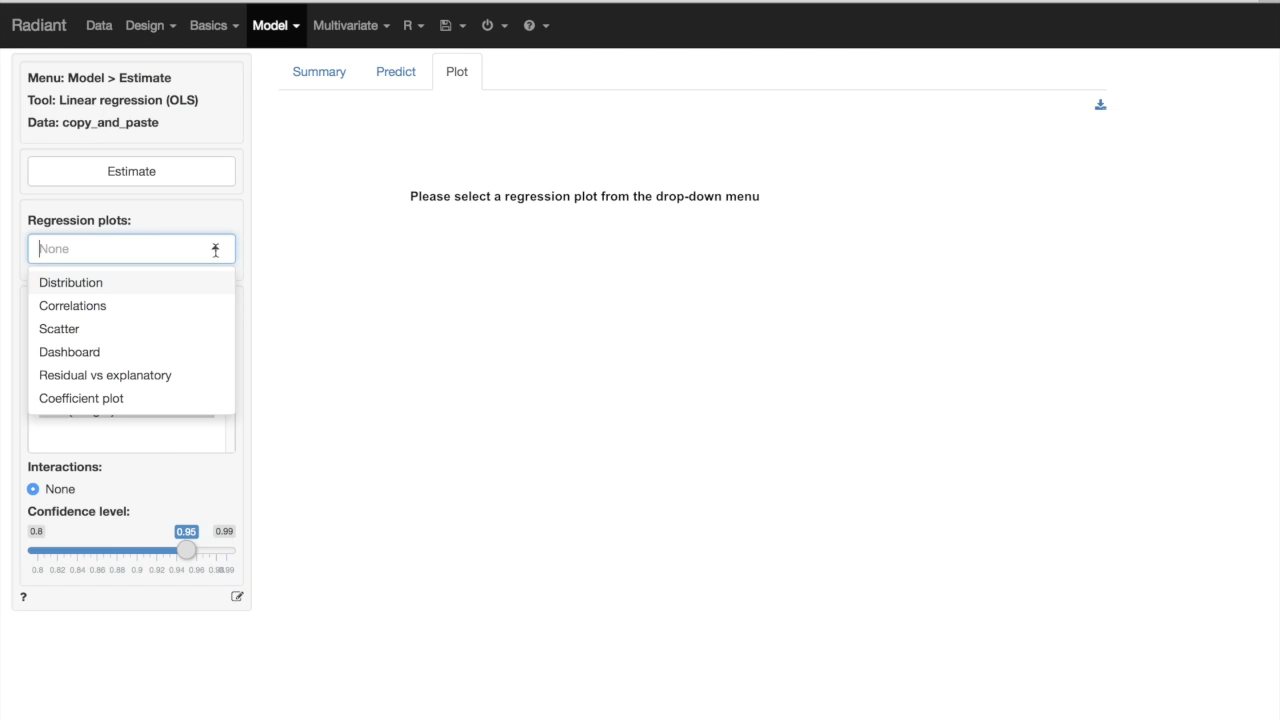 Radiant Data Design Basics Model Multivariate R
Menu: Model > Estimate
Tool: Linear regression (OLS)
Data: copy_and_paste
Summary Predict Plot
Estimate
Please select a regression plot from the drop-down menu
Regression plots:
None
Distribution
Correlations
Scatter
Dashboard
Residual vs explanatory
Coefficient plot
Interactions:
None
Confidence level:
0.8 0.95 0.99
0.8 0.82 0.84 0.86 0.88 0.9 0.92 0.94 0.96 0.99
?